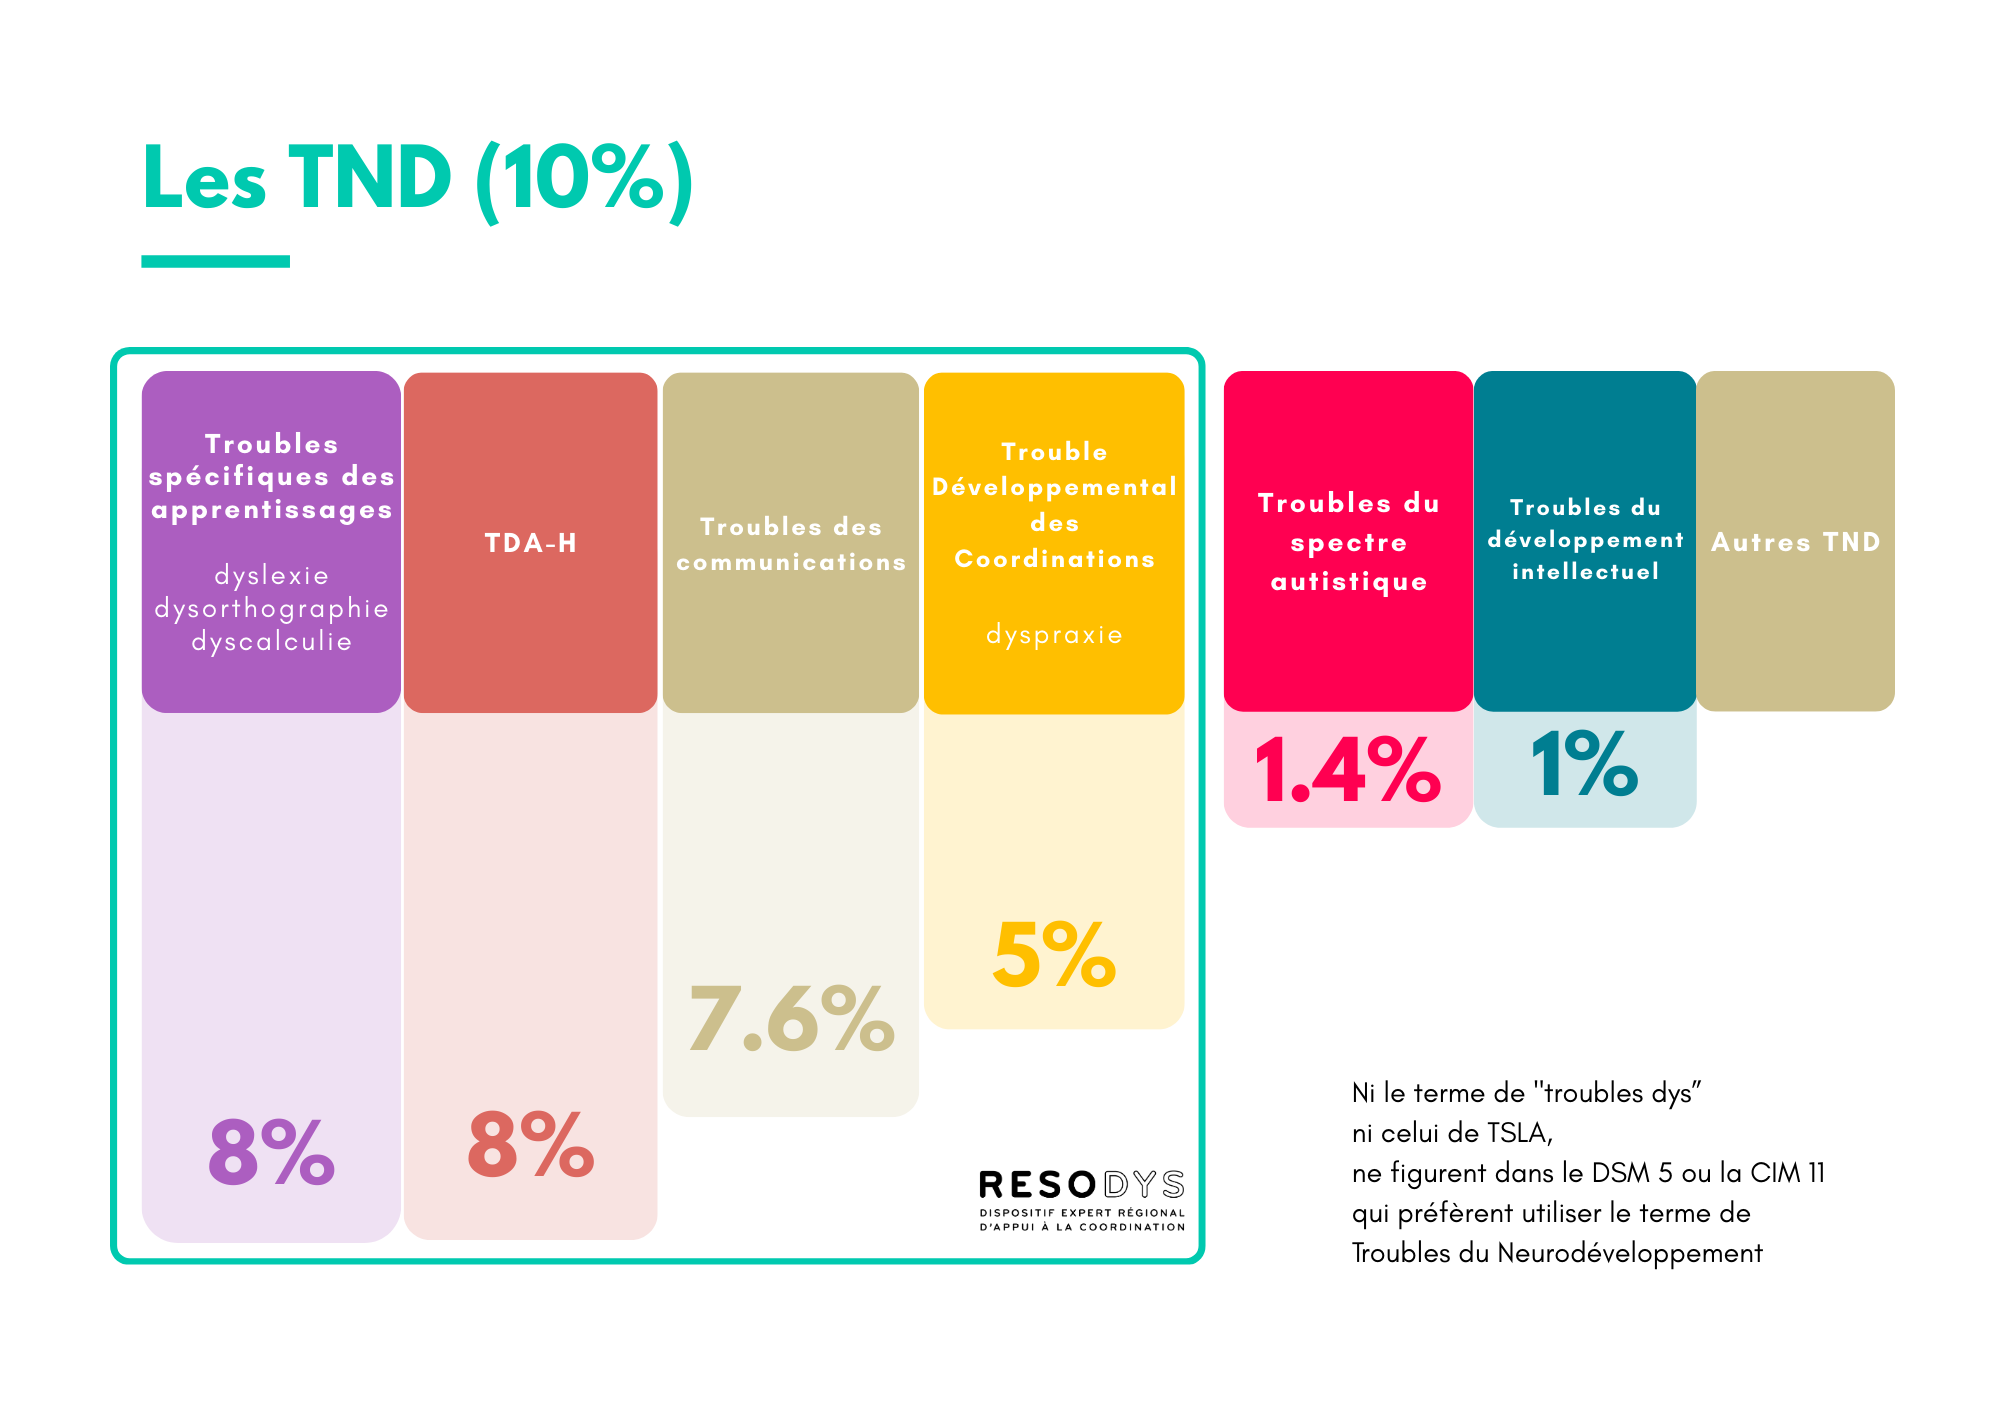 Les TND (10%)
Troubles
spécifiques des
apprentissages
dyslexie
dysorthographie
dyscalculie
8%
TDA-H
8%
Troubles des
communications
7.6%
Trouble
Développemental
des
Coordinations
dyspraxie
5%
RESODYS
DISPOSITIF EXPERT RÉGIONAL
D'APPUI À LA COORDINATION
Troubles du
spectre
autistique
1.4%
Troubles du
développement
intellectuel
1%
Autres TND
Ni le terme de "troubles dys”
ni celui de TSLA,
ne figurent dans le DSM 5 ou la CIM 11
qui préfèrent utiliser le terme de
Troubles du Neurodéveloppement